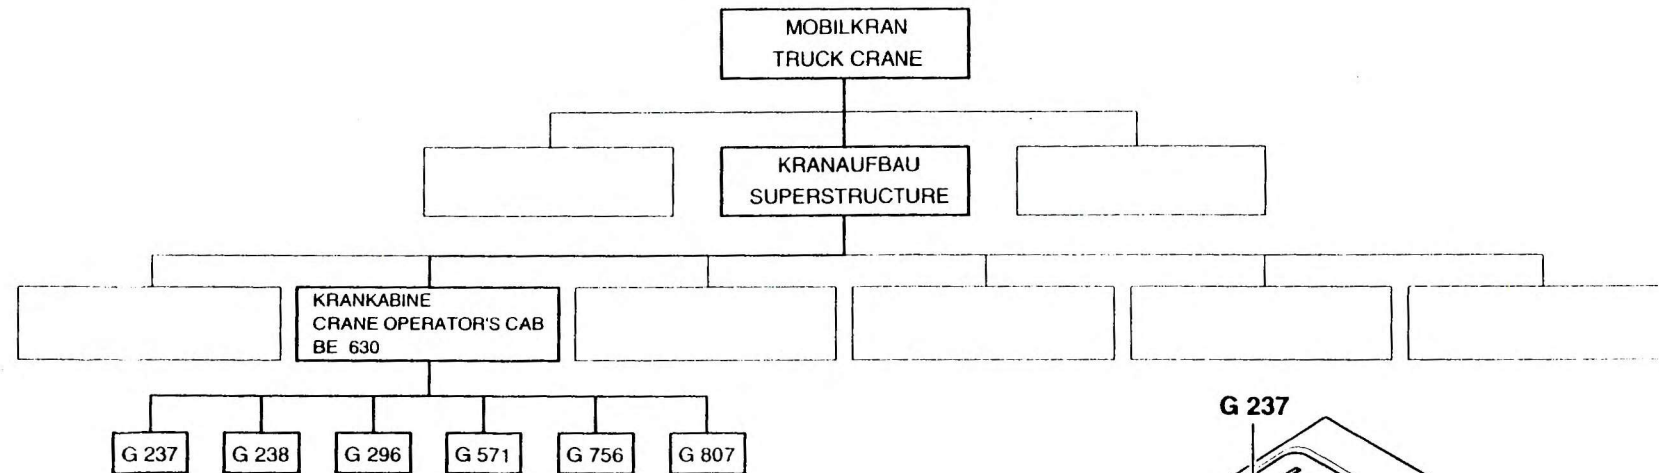 MOBILKRAN
TRUCK CRANE
KRANAUFBAU
SUPERSTRUCTURE
KRANKABINE
CRANE OPERATOR'S CAB
BE 630
G 237
G 237 G 238 G 296 G 571 G 756 G 807